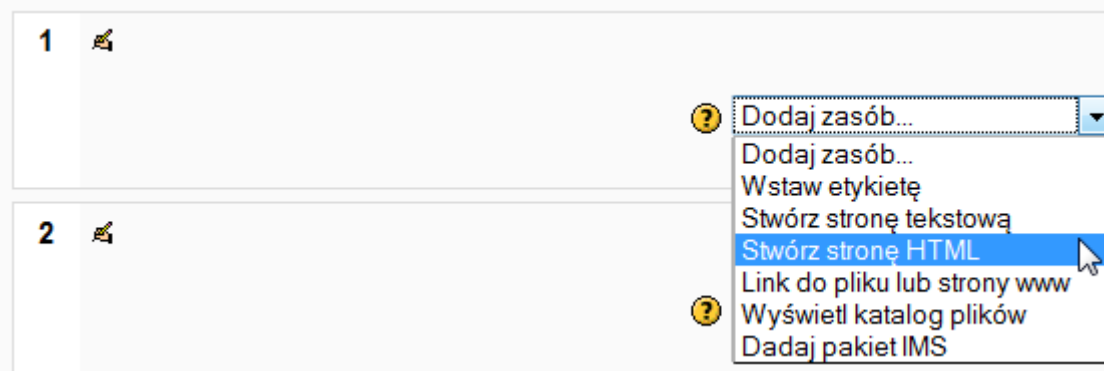 1
Dodaj zasób...
Dodaj zasób...
Wstaw etykietę
Stwórz stronę tekstową
Stwórz stronę HTML
Link do pliku lub strony www
Wyświetl katalog plików
Dadaj pakiet IMS
2